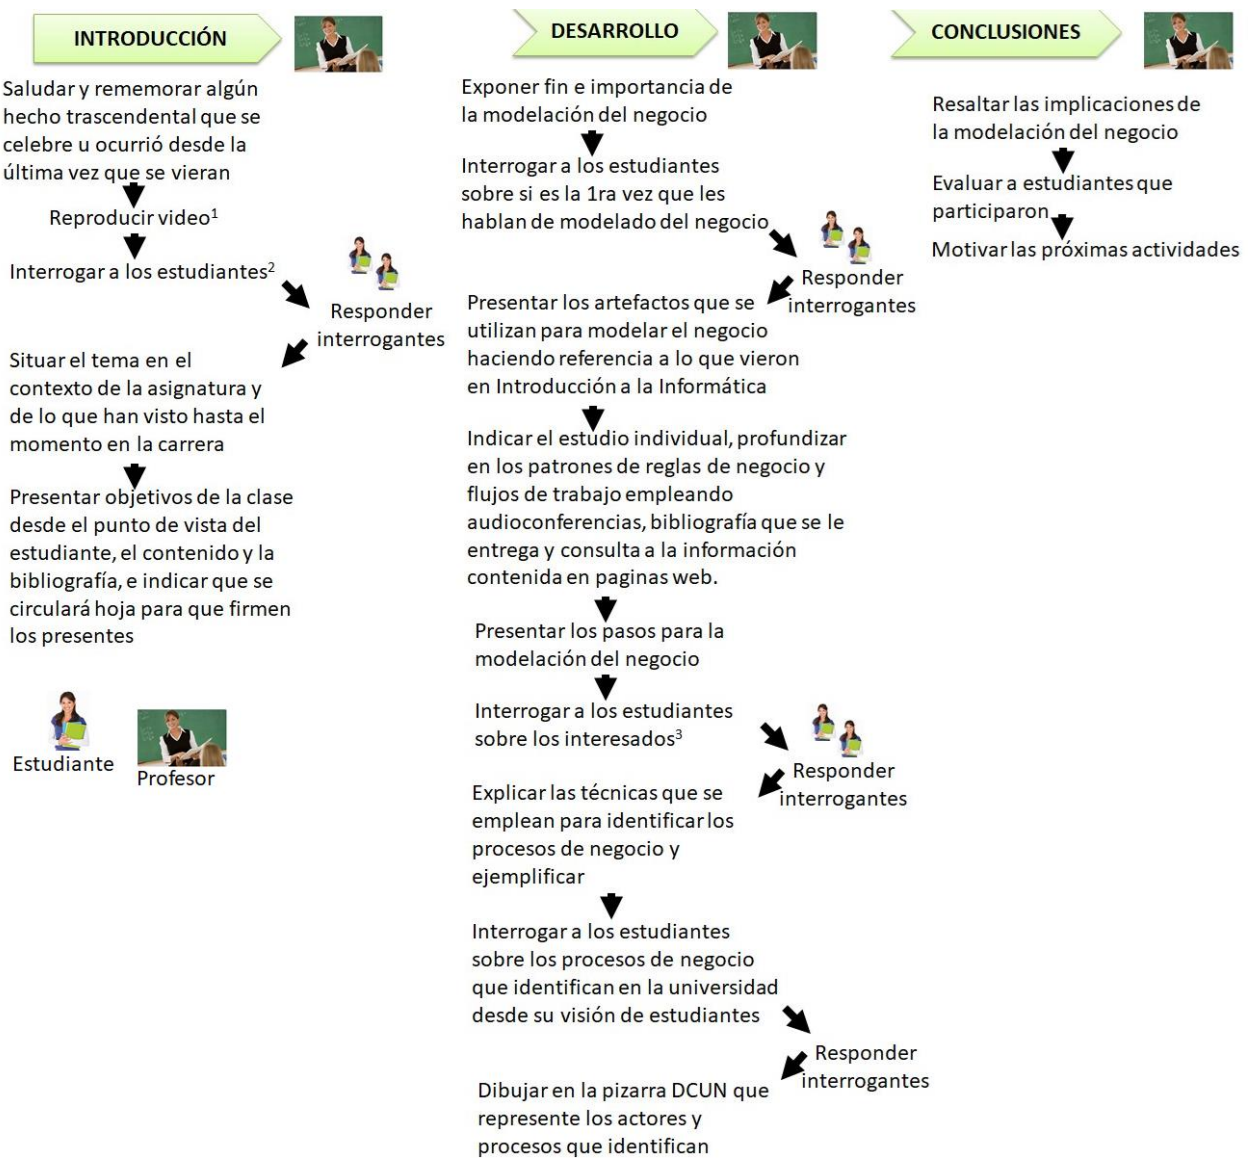 INTRODUCCIÓN
Saludar y rememorar algún
hecho trascendental que se
celebre u ocurrió desde la
última vez que se vieran
Reproducir video¹
Interrogar a los estudiantes²
Responder
interrogantes
Situar el tema en el
contexto de la asignatura y
de lo que han visto hasta el
momento en la carrera
Presentar objetivos de la clase
desde el punto de vista del
estudiante, el contenido y la
bibliografía, e indicar que se
circulará hoja para que firmen
los presentes
Estudiante
Profesor
DESARROLLO
Exponer fin e importancia de
la modelación del negocio
Interrogar a los estudiantes
sobre si es la 1ra vez que les
hablan de modelado del negocio
Responder
interrogantes
Presentar los artefactos que se
utilizan para modelar el negocio
haciendo referencia a lo que vieron
en Introducción a la Informática
Indicar el estudio individual, profundizar
en los patrones de reglas de negocio y
flujos de trabajo empleando
audioconferencias, bibliografía que se le
entrega y consulta a la información
contenida en paginas web.
Presentar los pasos para la
modelación del negocio
Interrogar a los estudiantes
sobre los interesados³
Responder
interrogantes
Explicar las técnicas que se
emplean para identificar los
procesos de negocio y
ejemplificar
Interrogar a los estudiantes
sobre los procesos de negocio
que identifican en la universidad
desde su visión de estudiantes
Responder
interrogantes
Dibujar en la pizarra DCUN que
represente los actores y
procesos que identifican
CONCLUSIONES
Resaltar las implicaciones de
la modelación del negocio
Evaluar a estudiantes que
participaron
Motivar las próximas actividades